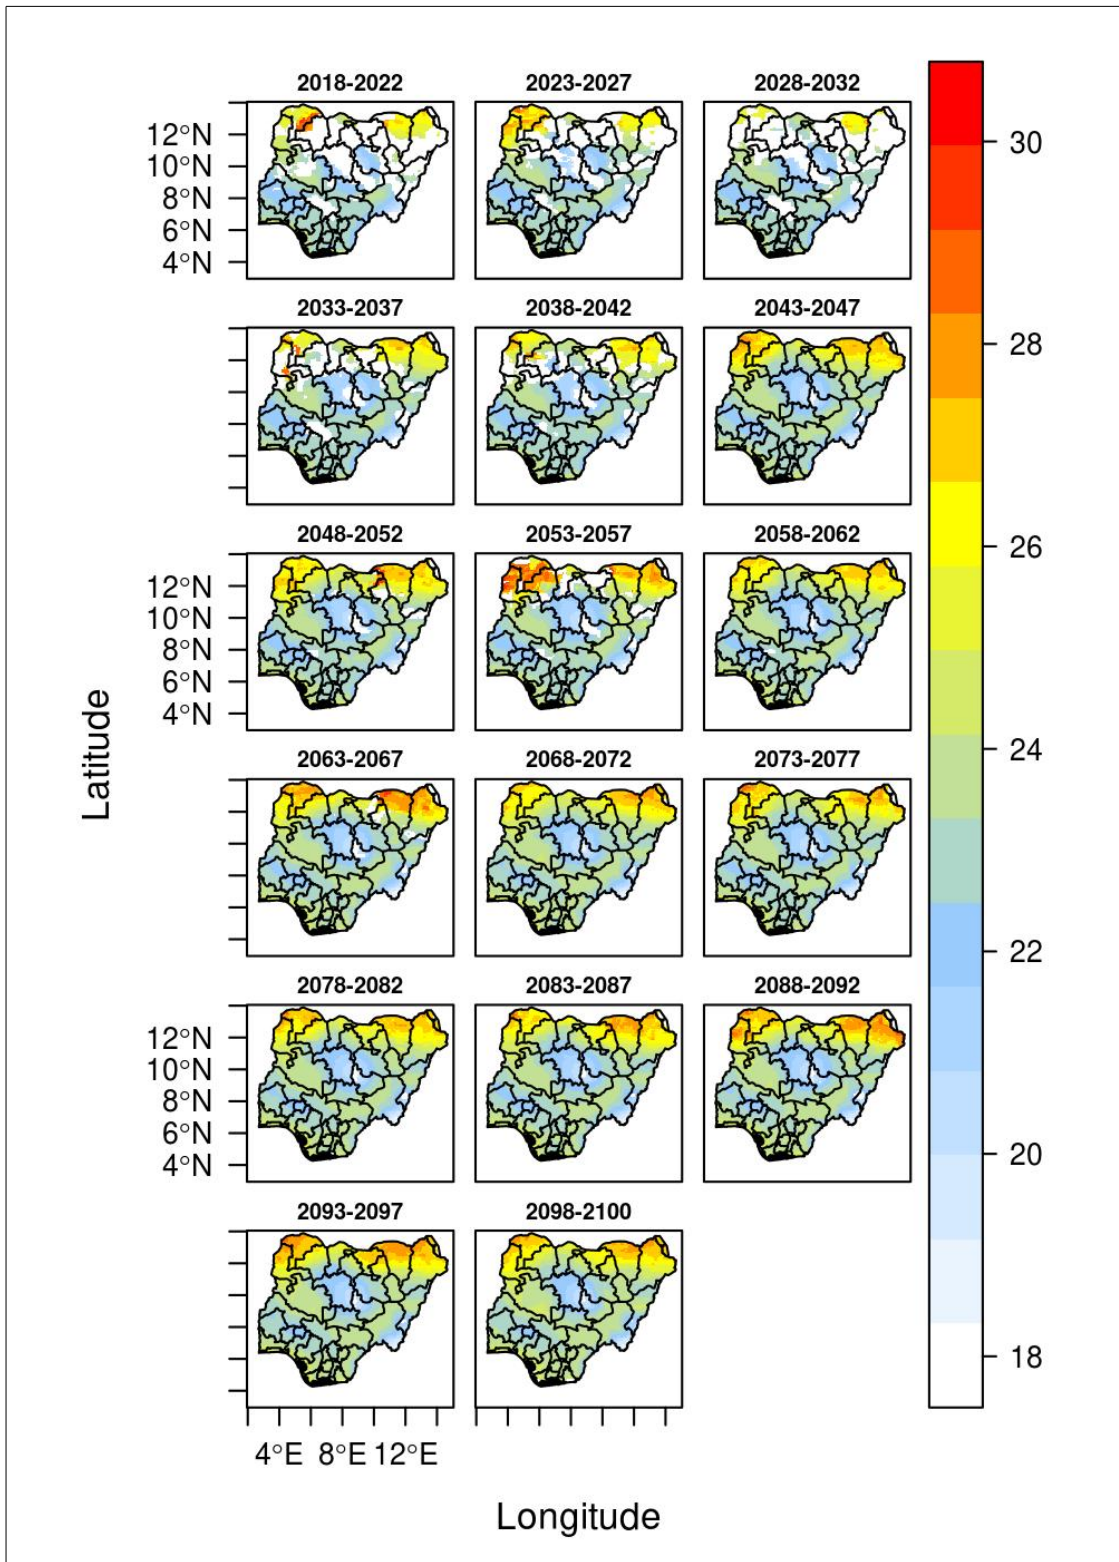 2018-2022 2023-2027 2028-2032
12°N
10°N
8°N
6°N
4°N
30
2033-2037 2038-2042 2043-2047
28
2048-2052 2053-2057 2058-2062
26
12°N
10°N
8°N
6°N
4°N
Latitude
2063-2067 2068-2072 2073-2077
24
22
2078-2082 2083-2087 2088-2092
12°N
10°N
8°N
6°N
4°N
20
2093-2097 2098-2100
18
4°E 8°E 12°E
Longitude